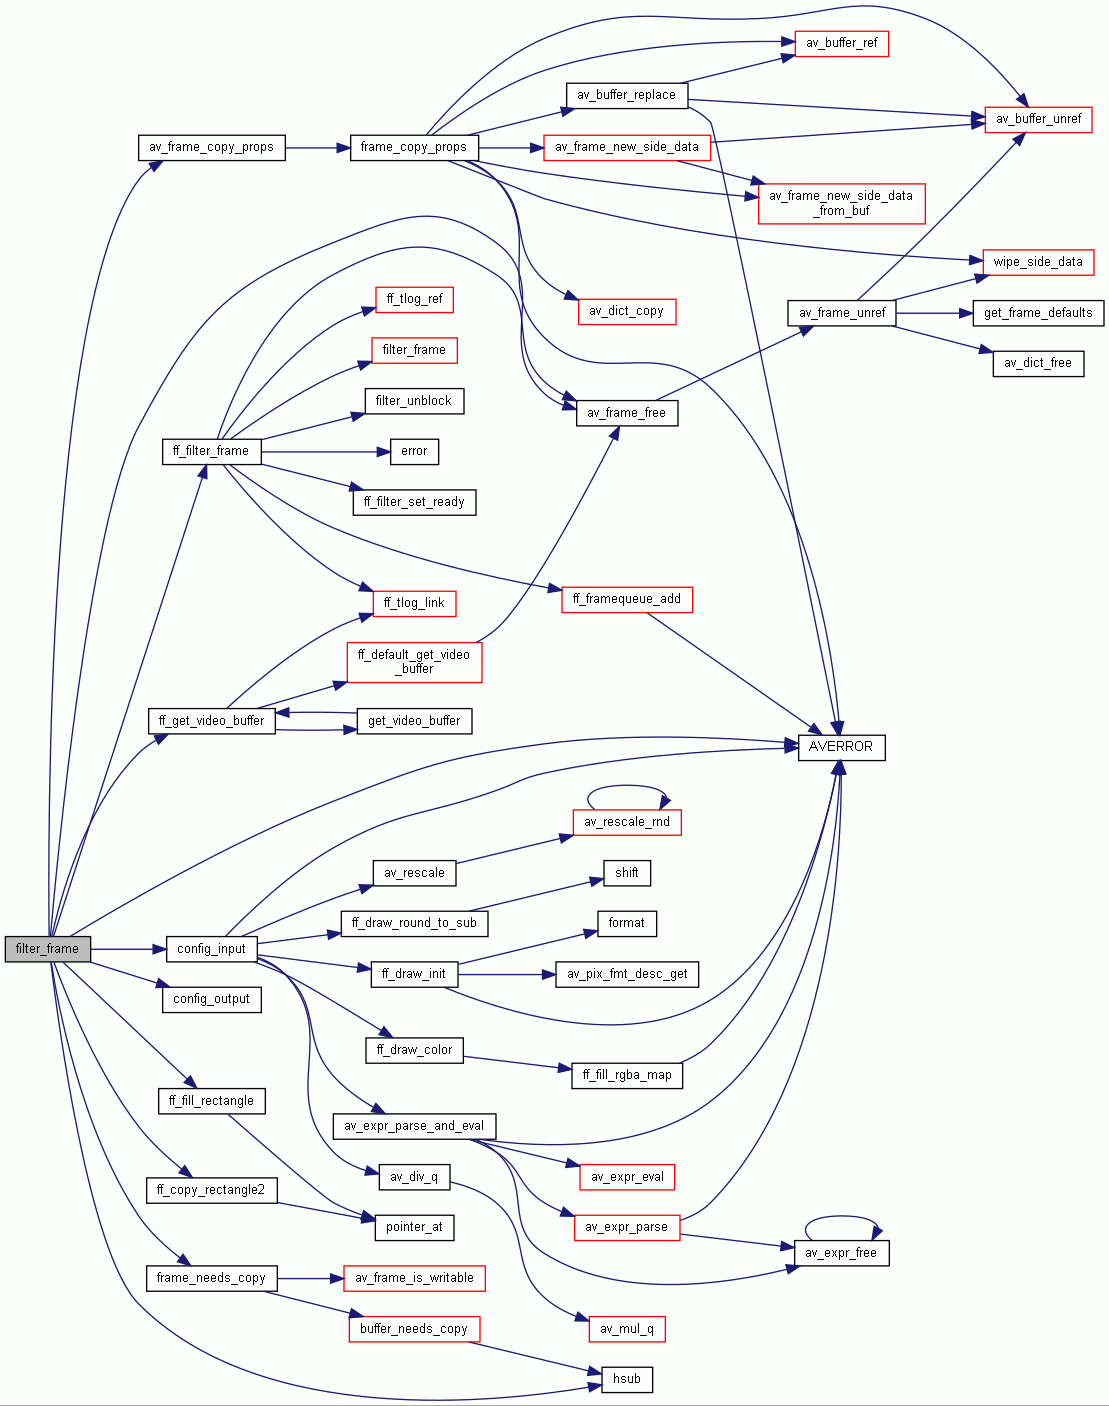 av_buffer_ref
av_buffer_replace
av_buffer_unref
av_frame_copy_props
frame_copy_props
av_frame_new_side_data
av_frame_new_side_data
_from_buf
wipe_side_data
ff_tlog_ref
av_dict_copy
av_frame_unref
get_frame_defaults
filter_frame
av_dict_free
filter_unblock
av_frame_free
ff_filter_frame
error
ff_filter_set_ready
ff_tlog_link
ff_framequeue_add
ff_default_get_video
_buffer
ff_get_video_buffer
get_video_buffer
AVERROR
av_rescale_rnd
av_rescale
shift
ff_draw_round_to_sub
format
filter_frame
config_input
ff_draw_init
av_pix_fmt_desc_get
config_output
ff_draw_color
ff_fill_rgba_map
ff_fill_rectangle
av_expr_parse_and_eval
av_div_q
av_expr_eval
ff_copy_rectangle2
pointer_at
av_expr_parse
av_expr_free
frame_needs_copy
av_frame_is_writable
buffer_needs_copy
av_mul_q
hsub